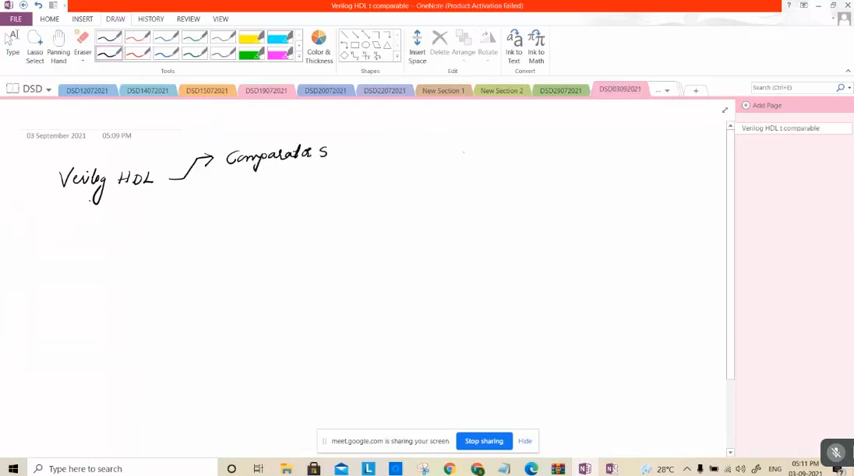 Verilog HDL t comparable - OneNote (Product Activation Failed)
FILE HOME INSERT DRAW HISTORY REVIEW VIEW
Type Lasso Select Panning Hand Eraser Color & Thickness Insert Space Delete Arrange Rotate Ink to Text Ink to Math
Tools Shapes Edit Convert
DSD DSD12072021 DSD14072021 DSD15072021 DSD19072021 DSD20072021 DSD22072021 New Section 1 New Section 2 DSD29072021 DSD03092021 ... + Search (Ctrl+E)
Add Page
Verilog HDL t comparable
03 September 2021 05:09 PM
Comparators
Verilog HDL
meet.google.com is sharing your screen. Stop sharing Hide
Type here to search
28°C ENG 05:11 PM
03-09-2021